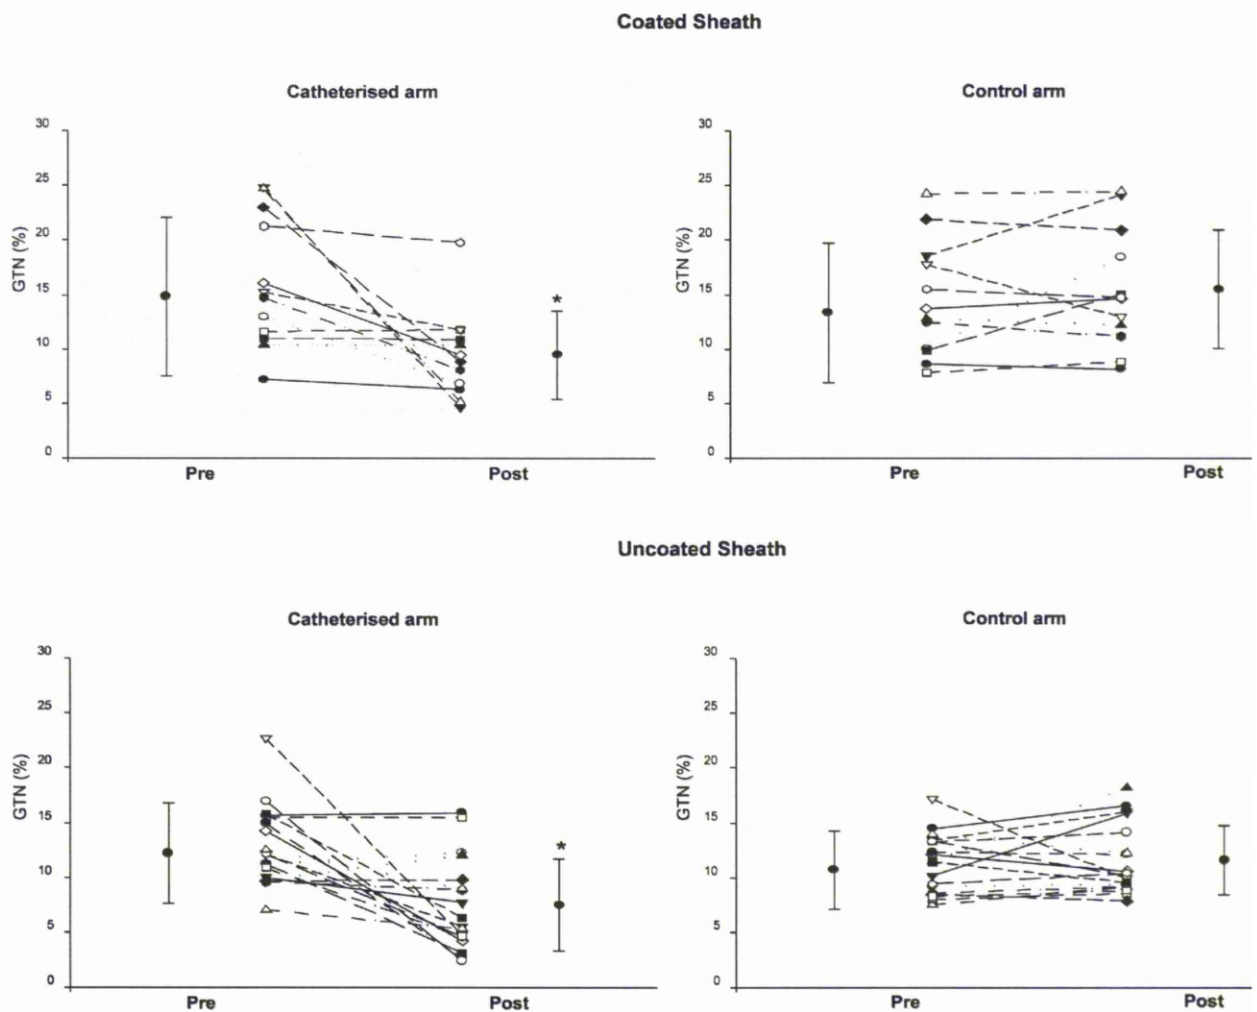 Coated Sheath
Catheterised arm
Control arm
30
25
20
15
10
5
0
GTN (%)
*
Pre
Post
30
25
20
15
10
5
0
GTN (%)
Pre
Post
Uncoated Sheath
Catheterised arm
Control arm
30
25
20
15
10
5
0
GTN (%)
*
Pre
Post
30
25
20
15
10
5
0
GTN (%)
Pre
Post